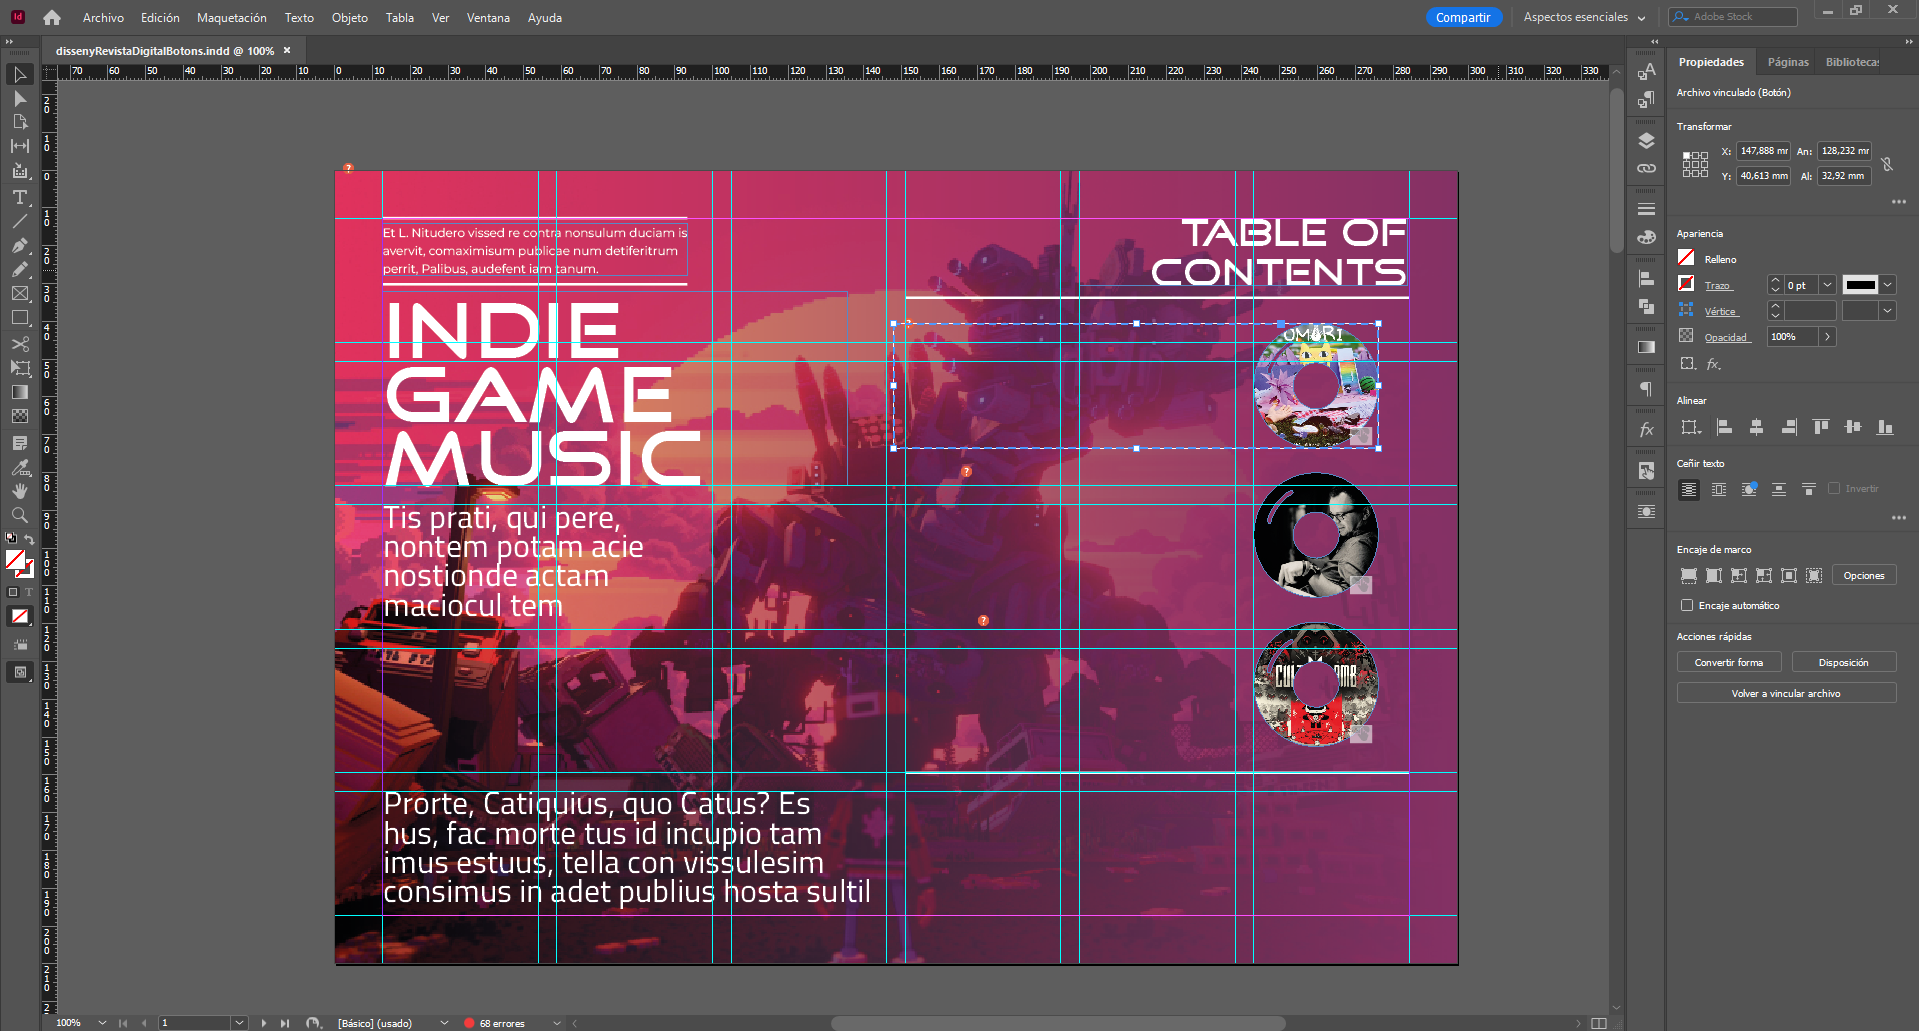 Id
Archivo Edición Maquetación Texto Objeto Tabla Ver Ventana Ayuda
Compartir
Aspectos esenciales
Adobe Stock
dissenyRevistaDigitalBotons.indd @ 100% ×
70 60 50 40 30 20 10 0 10 20 30 40 50 60 70 80 90 100 110 120 130 140 150 160 170 180 190 200 210 220 230 240 250 260 270 280 290 300 310 320 330
Propiedades Páginas Bibliotecas
Archivo vinculado (Botón)
Transformar
X: 147,888 mm An: 128,232 mm
Y: 40,613 mm Al: 32,92 mm
Apariencia
Relleno
Trazo 0 pt
Vértice
Opacidad 100%
fx
Alinear
Ceñir texto
Invertir
Encaje de marco
Opciones
Encaje automático
Acciones rápidas
Convertir forma Disposición
Volver a vincular archivo
Et L. Nitudero vissed re contra nonsulum duciam is
avervit, comaximisum publicae num detiferitrum
perrit, Palibus, audefent iam tanum.
INDIE
GAME
MUSIC
Tis prati, qui pere,
nontem potam acie
nostionde actam
maciocul tem
Prorte, Catiquius, quo Catus? Es
hus, fac morte tus id incupio tam
imus estuus, tella con vissulesim
consimus in adet publius hosta sultil
TABLE OF
CONTENTS
OMORI
100% 1 [Básico] (usado) 68 errores